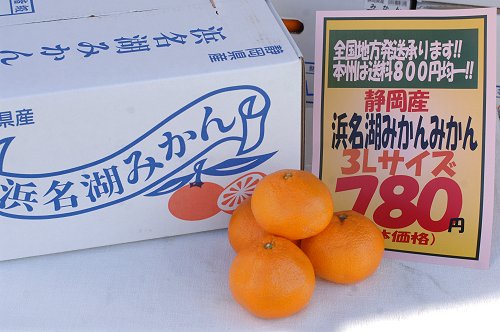 浜名湖みかん
静岡県産
県産
浜名湖みかん
全国地方発送承ります!!
本州は送料800円均一!!
静岡産
浜名湖みかんみかん
3Lサイズ
780円
体価格)